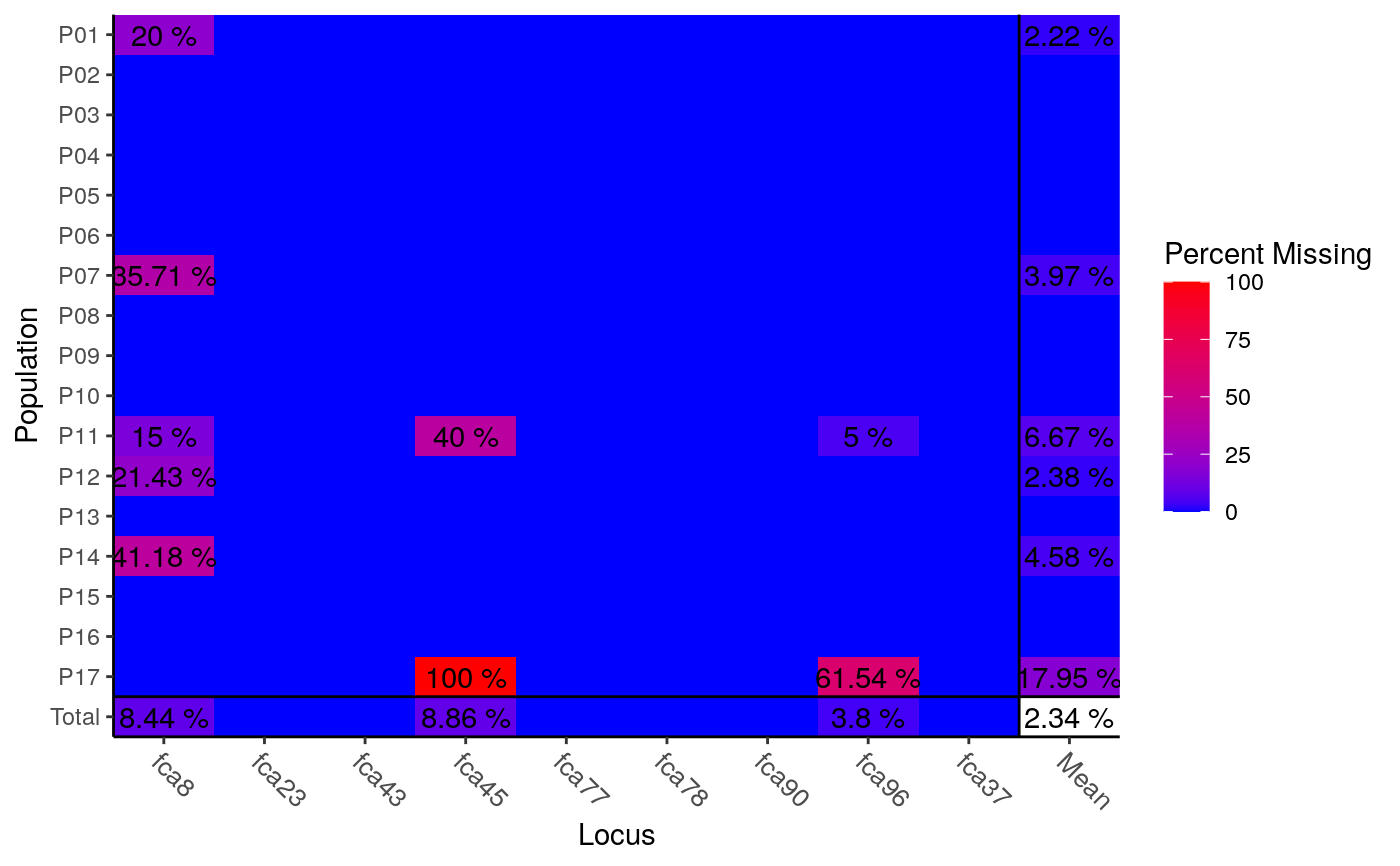 P01 20 % 2.22 %
P02
P03
P04
P05
P06
P07 35.71 % 3.97 %
P08
P09
P10
P11 15 % 40 % 5 % 6.67 %
P12 21.43 % 2.38 %
P13
P14 41.18 % 4.58 %
P15
P16
P17 100 % 61.54 % 17.95 %
Total 8.44 % 8.86 % 3.8 % 2.34 %
fca8 fca23 fca43 fca45 fca77 fca78 fca90 fca96 fca37 Mean
Locus
Population
Percent Missing
100
75
50
25
0